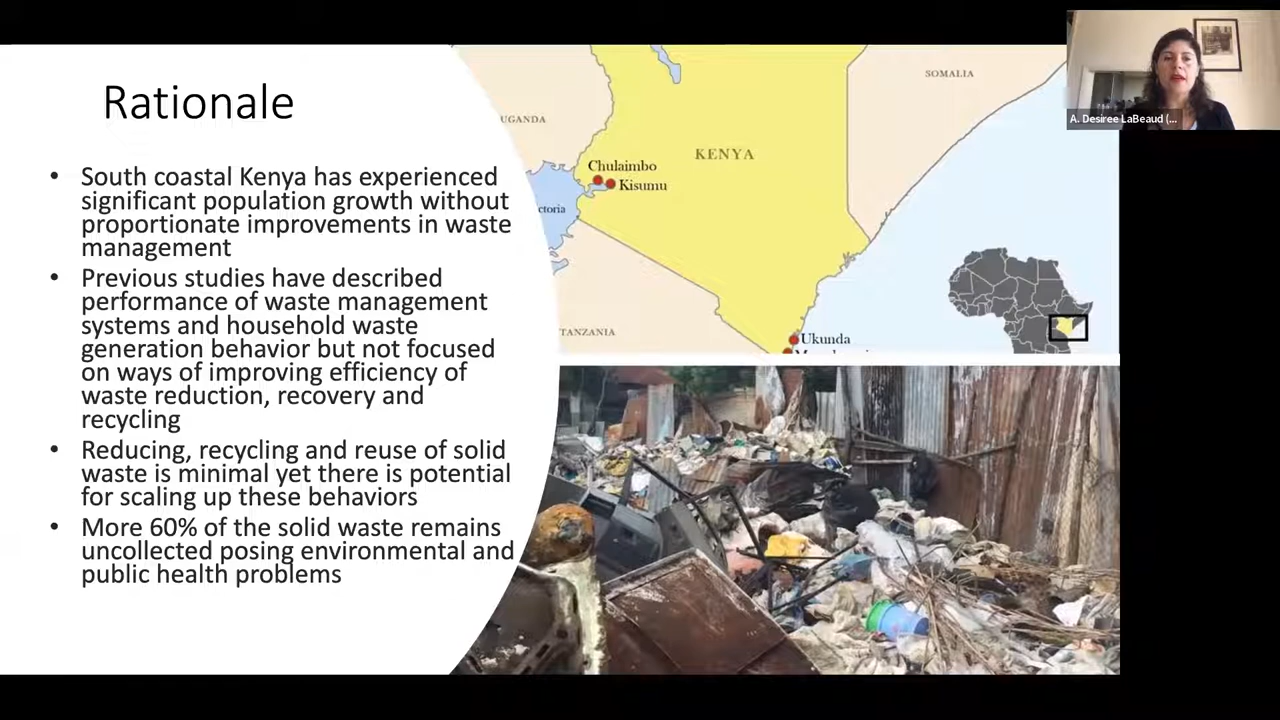 Rationale
• South coastal Kenya has experienced
significant population growth without
proportionate improvements in waste
management
• Previous studies have described
performance of waste management
systems and household waste
generation behavior but not focused
on ways of improving efficiency of
waste reduction, recovery and
recycling
• Reducing, recycling and reuse of solid
waste is minimal yet there is potential
for scaling up these behaviors
• More 60% of the solid waste remains
uncollected posing environmental and
public health problems
UGANDA
SOMALIA
KENYA
Chulaimbo
Kisumu
ctoria
TANZANIA
Ukunda
A. Desiree LaBeaud (...